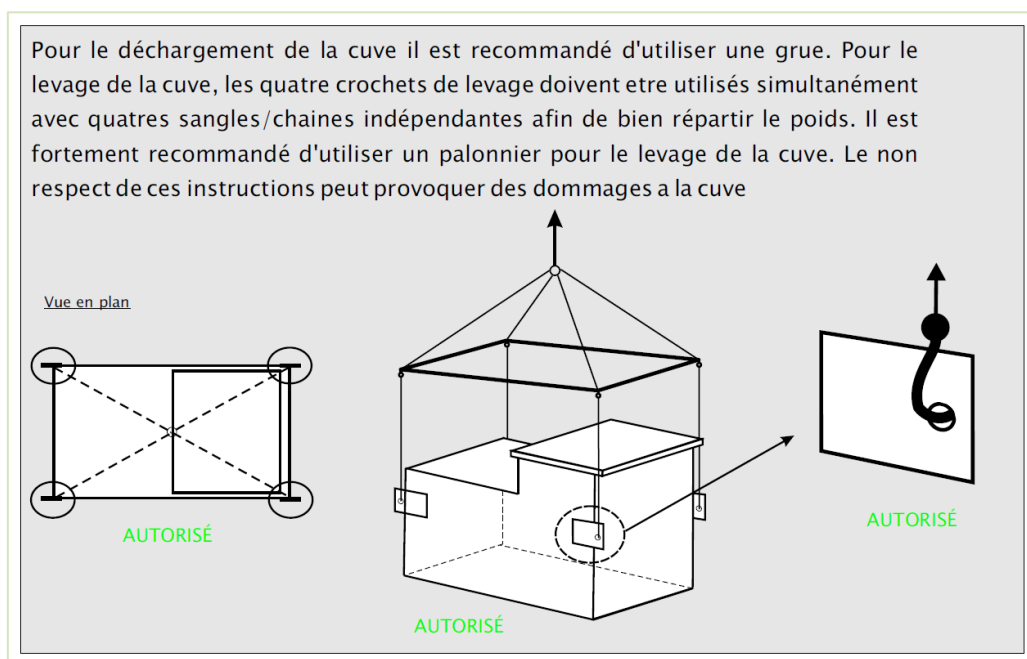 Pour le déchargement de la cuve il est recommandé d'utiliser une grue. Pour le
levage de la cuve, les quatre crochets de levage doivent etre utilisés simultanément
avec quatres sangles/chaines indépendantes afin de bien répartir le poids. Il est
fortement recommandé d'utiliser un palonnier pour le levage de la cuve. Le non
respect de ces instructions peut provoquer des dommages a la cuve
Vue en plan
AUTORISÉ
AUTORISÉ
AUTORISÉ